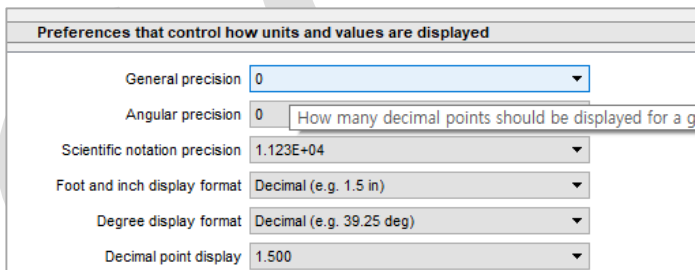 Preferences that control how units and values are displayed
General precision 0
Angular precision 0
How many decimal points should be displayed for a g
Scientific notation precision 1.123E+04
Foot and inch display format Decimal (e.g. 1.5 in)
Degree display format Decimal (e.g. 39.25 deg)
Decimal point display 1.500